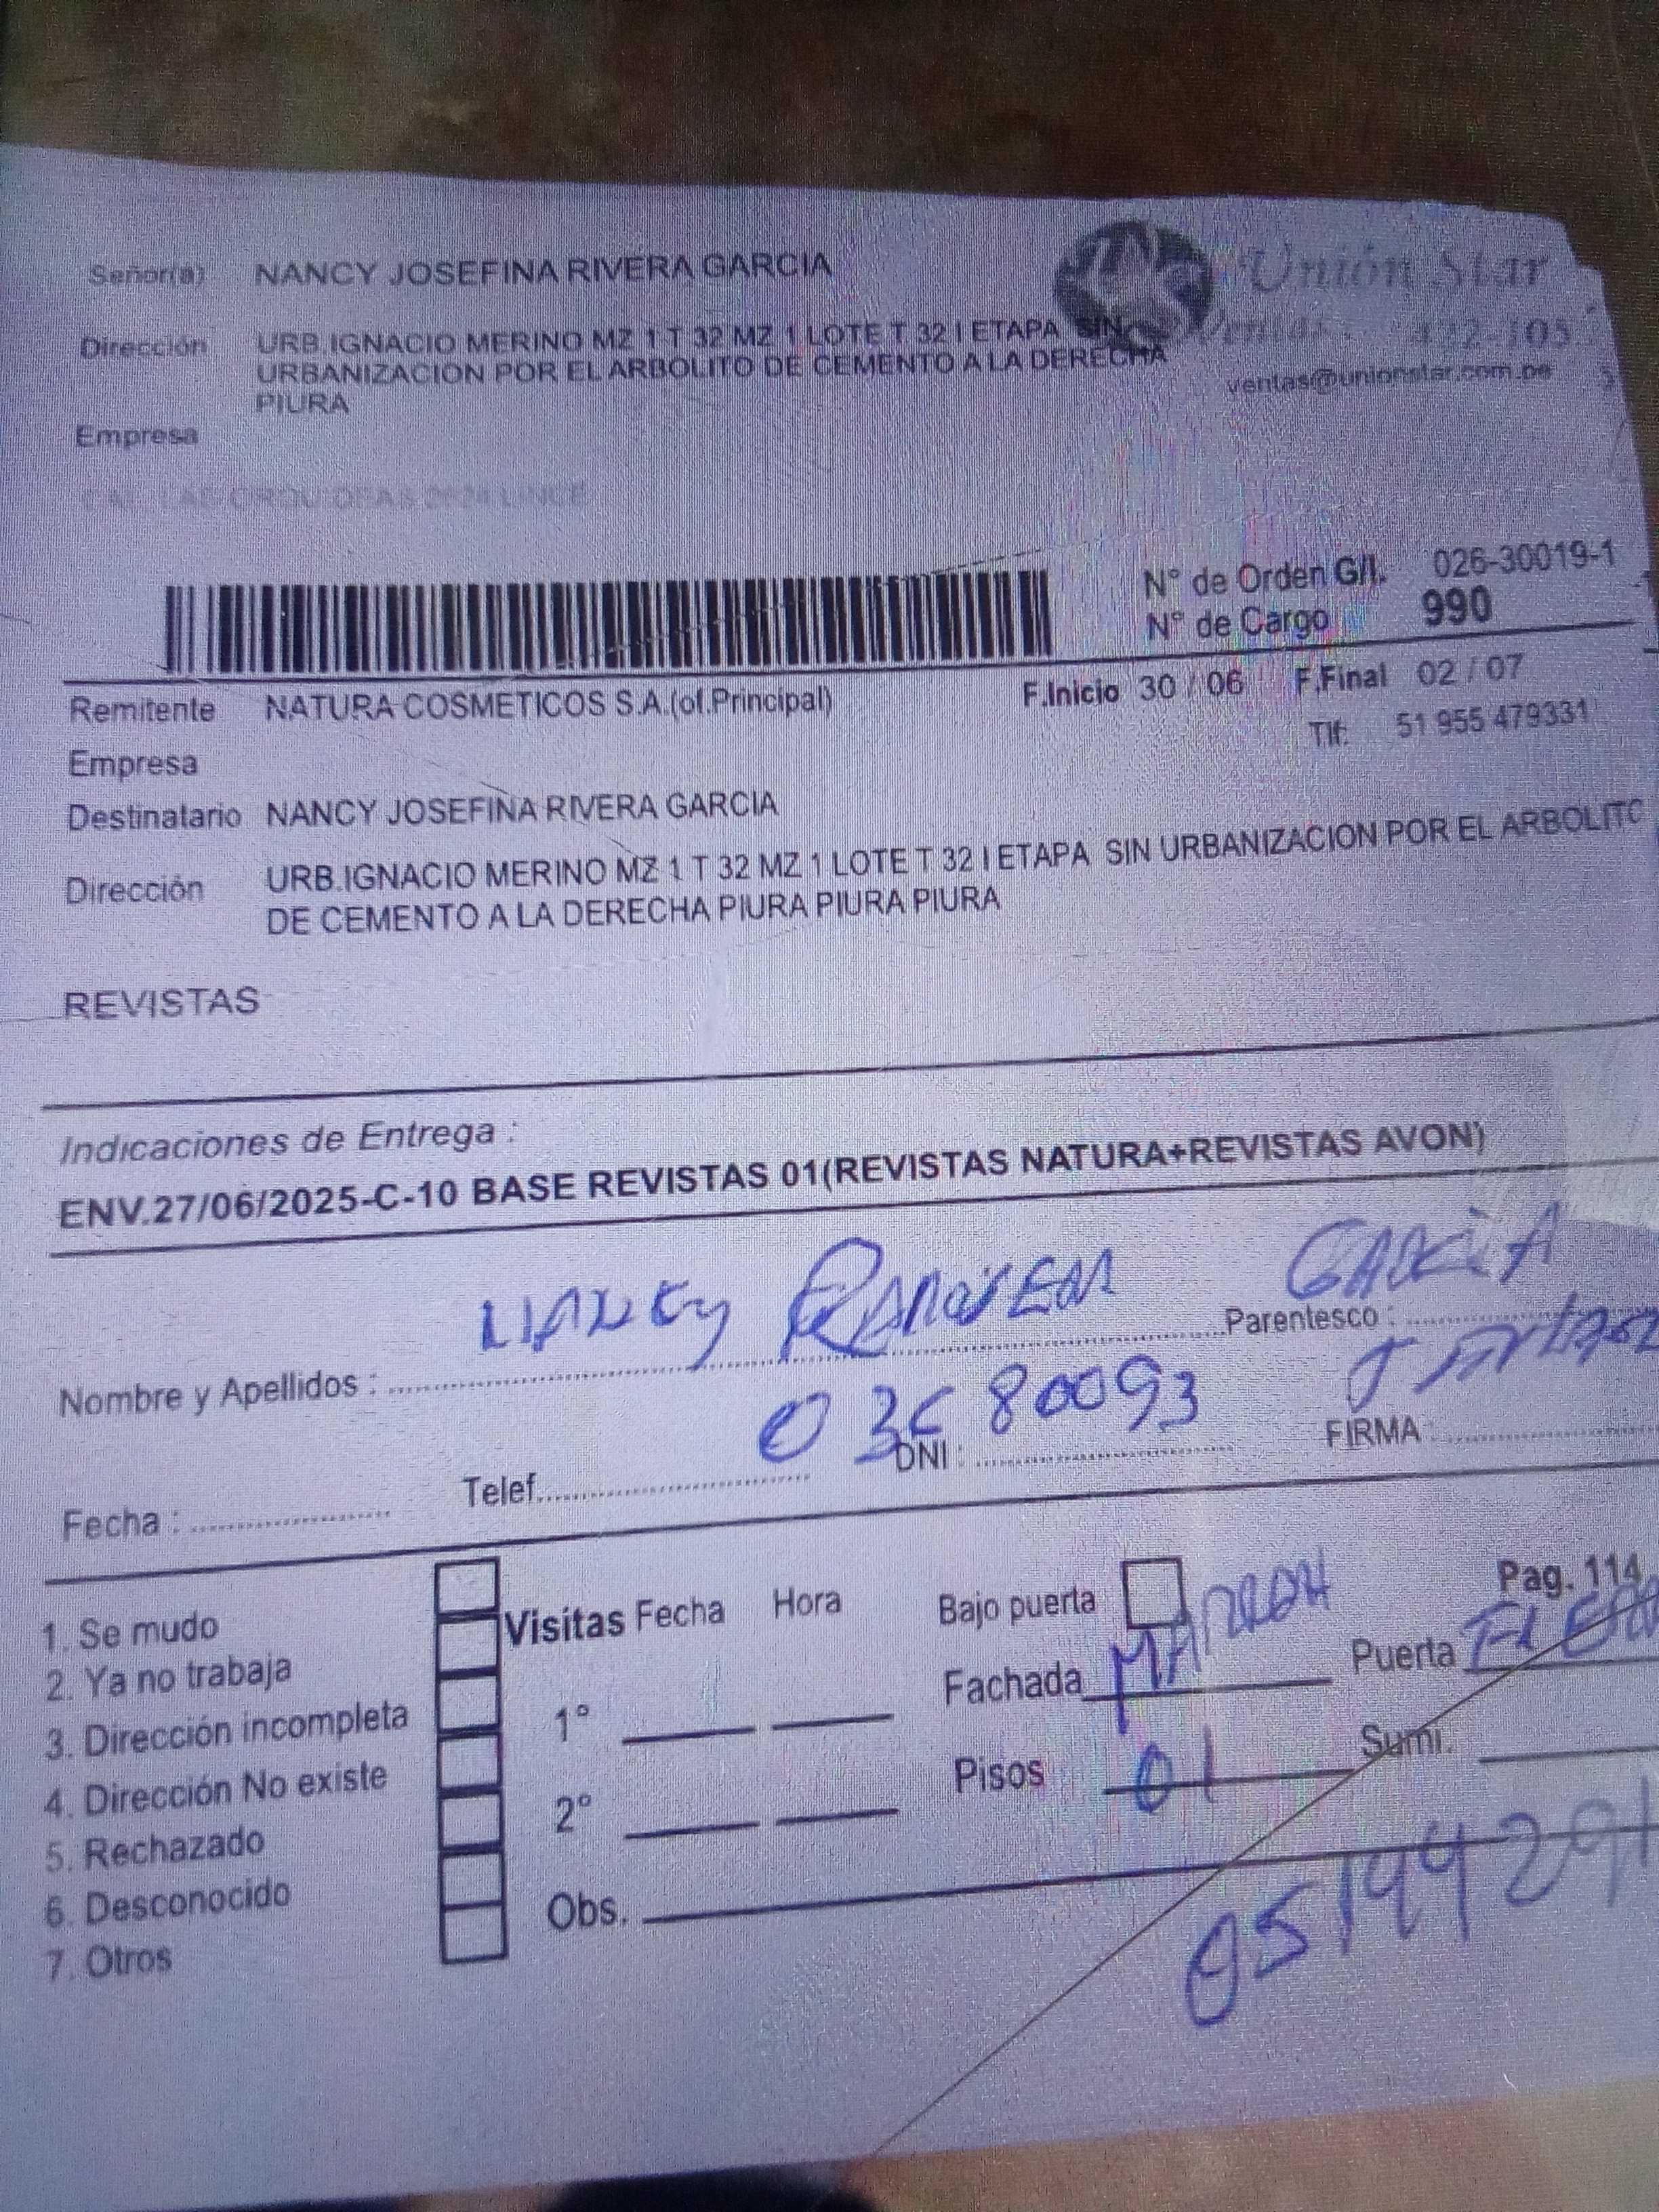 Señor(a) NANCY JOSEFINA RIVERA GARCIA
Unión Star
Dirección URB.IGNACIO MERINO MZ 1 T 32 MZ 1 LOTE T 32 I ETAPA SIN
URBANIZACION POR EL ARBOLITO DE CEMENTO A LA DERECHA
PIURA
Ventas: 422-105
ventas@unionstar.com.pe
Empresa
N° de Orden G/I. 026-30019-1
N° de Cargo 990
Remitente NATURA COSMETICOS S.A.(of.Principal) F.Inicio 30 / 06 F.Final 02 / 07
Empresa Tlf: 51 955 479331
Destinatario NANCY JOSEFINA RIVERA GARCIA
Dirección URB.IGNACIO MERINO MZ 1 T 32 MZ 1 LOTE T 32 I ETAPA SIN URBANIZACION POR EL ARBOLITO
DE CEMENTO A LA DERECHA PIURA PIURA PIURA
REVISTAS
Indicaciones de Entrega :
ENV.27/06/2025-C-10 BASE REVISTAS 01(REVISTAS NATURA+REVISTAS AVON)
Nombre y Apellidos : NANCY GARCIA Parentesco :
Fecha : Telef. DNI : FIRMA :
1. Se mudo
2. Ya no trabaja
3. Dirección incompleta
4. Dirección No existe
5. Rechazado
6. Desconocido
7. Otros
Visitas Fecha Hora
1°
2°
Obs.
Bajo puerta Pag. 114
Fachada Puerta
Pisos 01 Sumi.